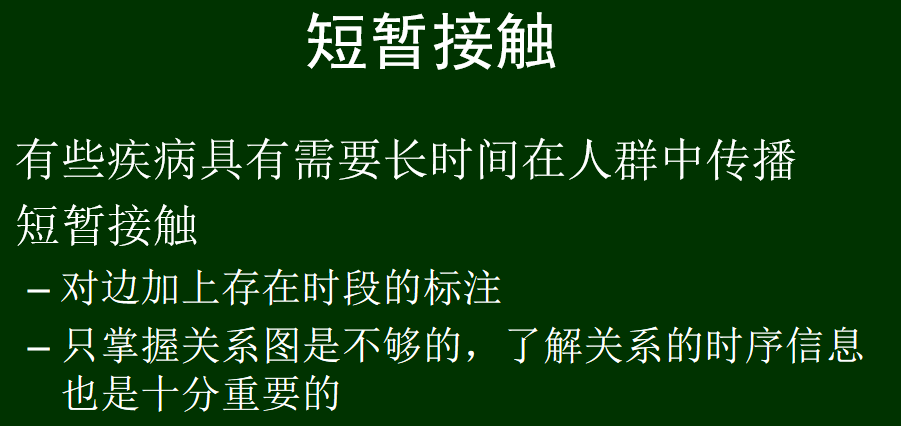 短暂接触
有些疾病具有需要长时间在人群中传播
短暂接触
– 对边加上存在时段的标注
– 只掌握关系图是不够的，了解关系的时序信息
也是十分重要的